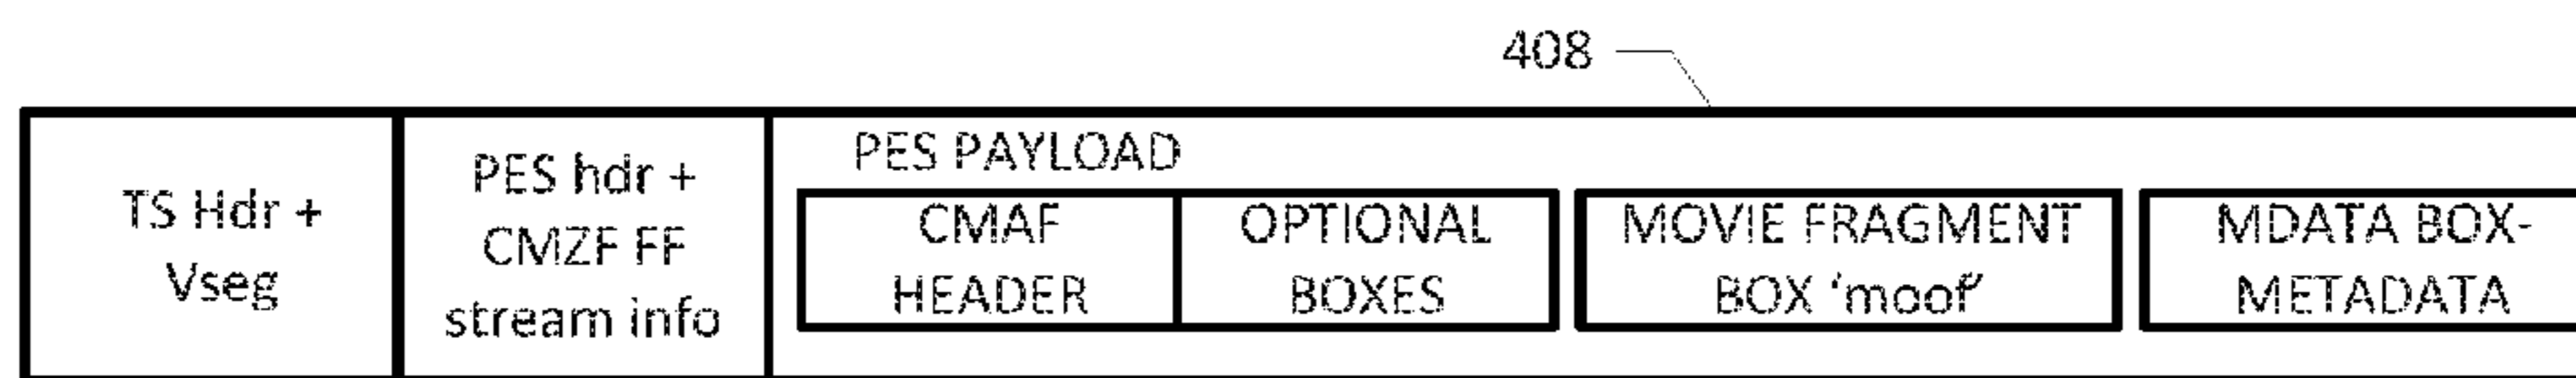 408
TS Hdr +
Vseg
PES hdr +
CMZF FF
stream info
PES PAYLOAD
CMAF
HEADER
OPTIONAL
BOXES
MOVIE FRAGMENT
BOX ‘moof’
MDATA BOX-
METADATA